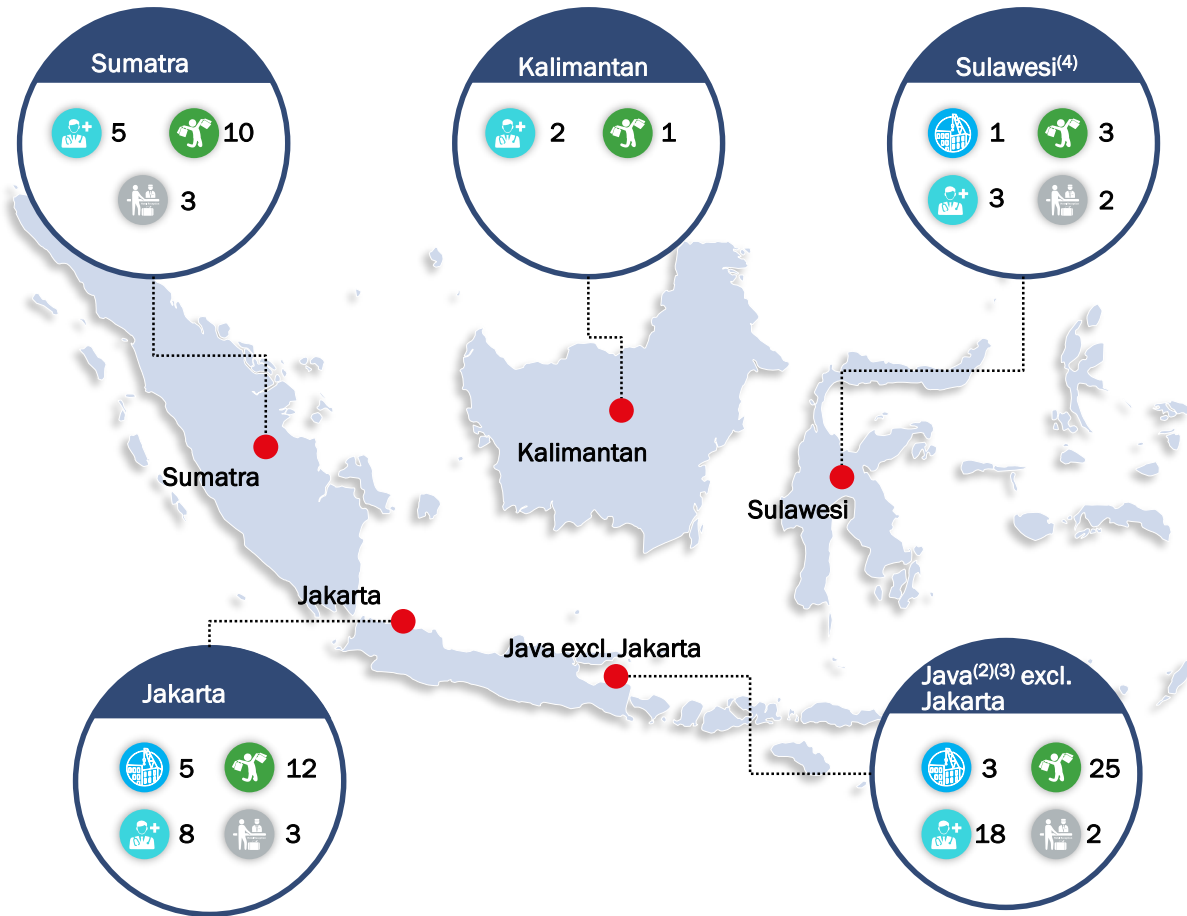 Sumatra
5 10
3
Kalimantan
2 1
Sulawesi(4)
1 3
3 2
Sumatra
Kalimantan
Sulawesi
Jakarta
Java excl. Jakarta
Jakarta
5 12
8 3
Java(2)(3) excl.
Jakarta
3 25
18 2